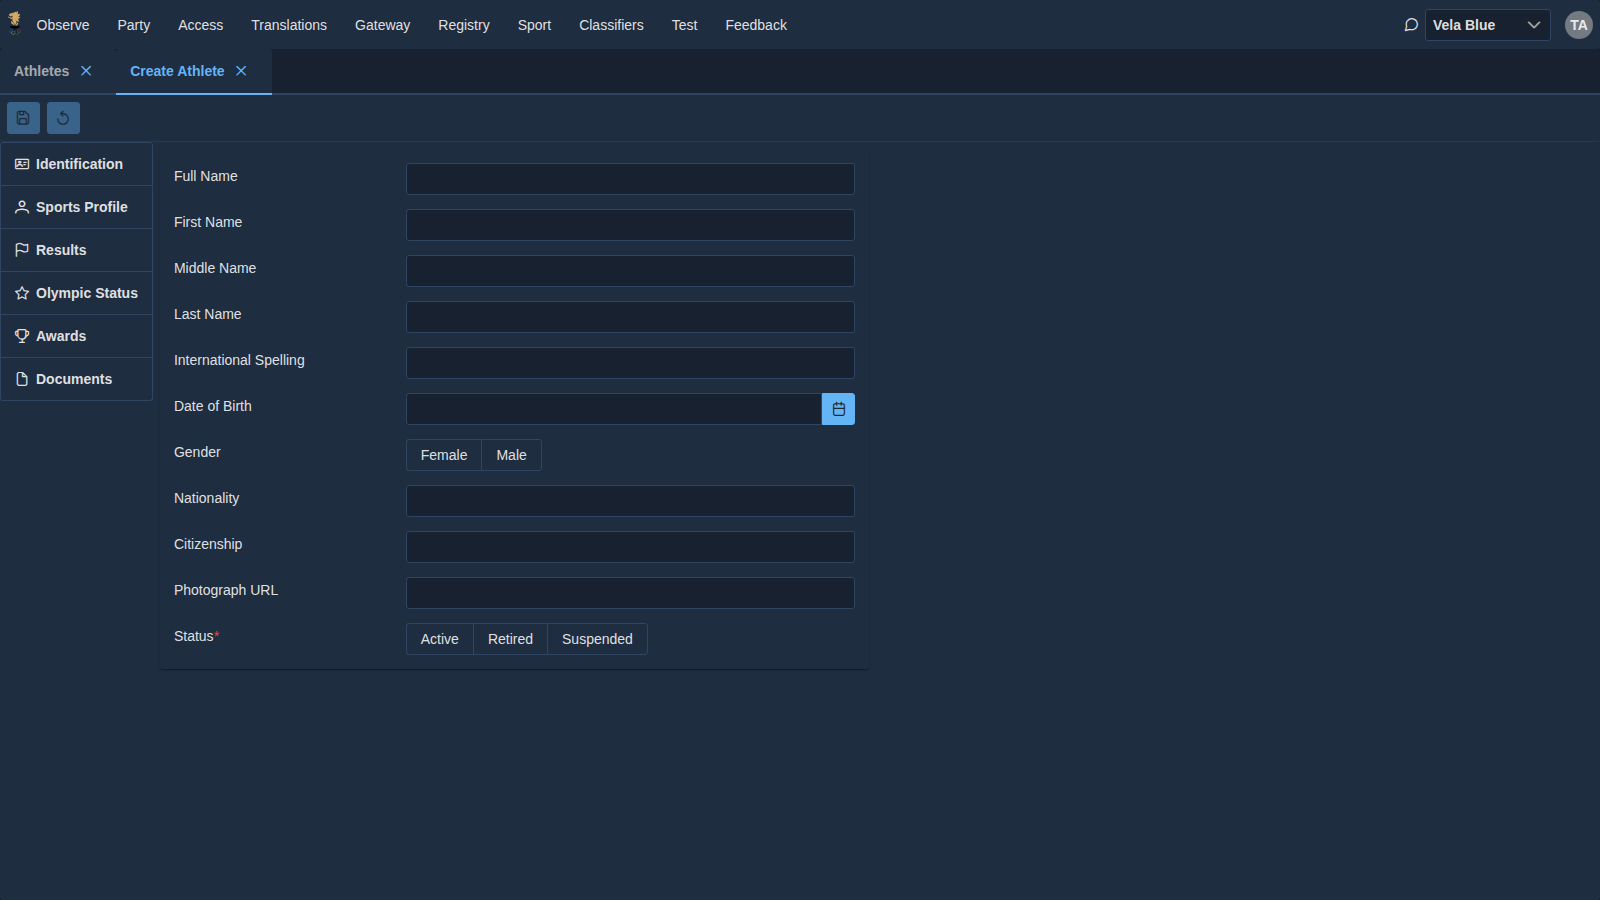 Observe Party Access Translations Gateway Registry Sport Classifiers Test Feedback Vela Blue TA
Athletes Create Athlete
Identification
Sports Profile
Results
Olympic Status
Awards
Documents
Full Name
First Name
Middle Name
Last Name
International Spelling
Date of Birth
Gender Female Male
Nationality
Citizenship
Photograph URL
Status* Active Retired Suspended